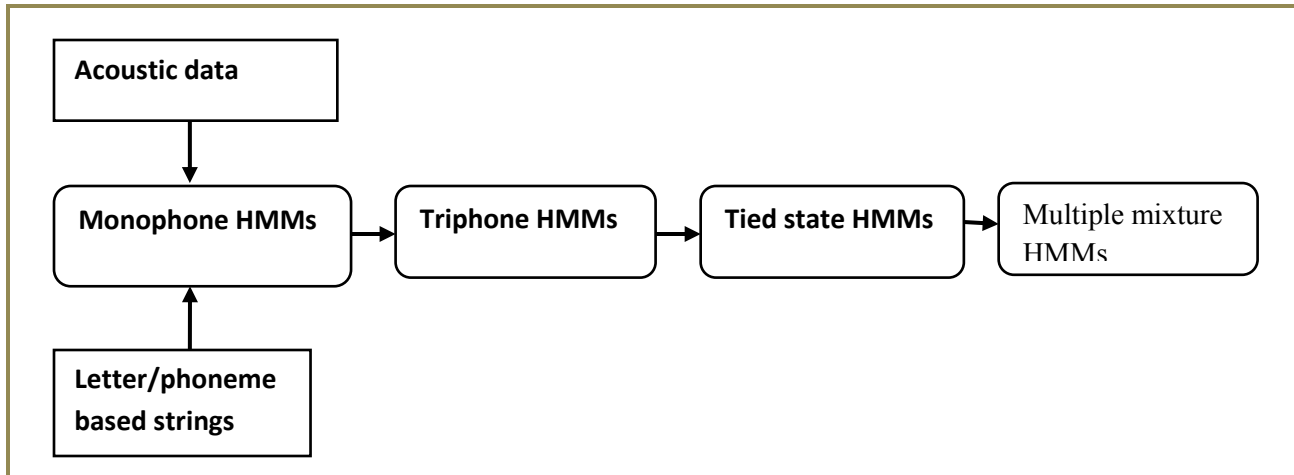 Acoustic data
Monophone HMMs
Triphone HMMs
Tied state HMMs
Multiple mixture
HMMs
Letter/phoneme
based strings